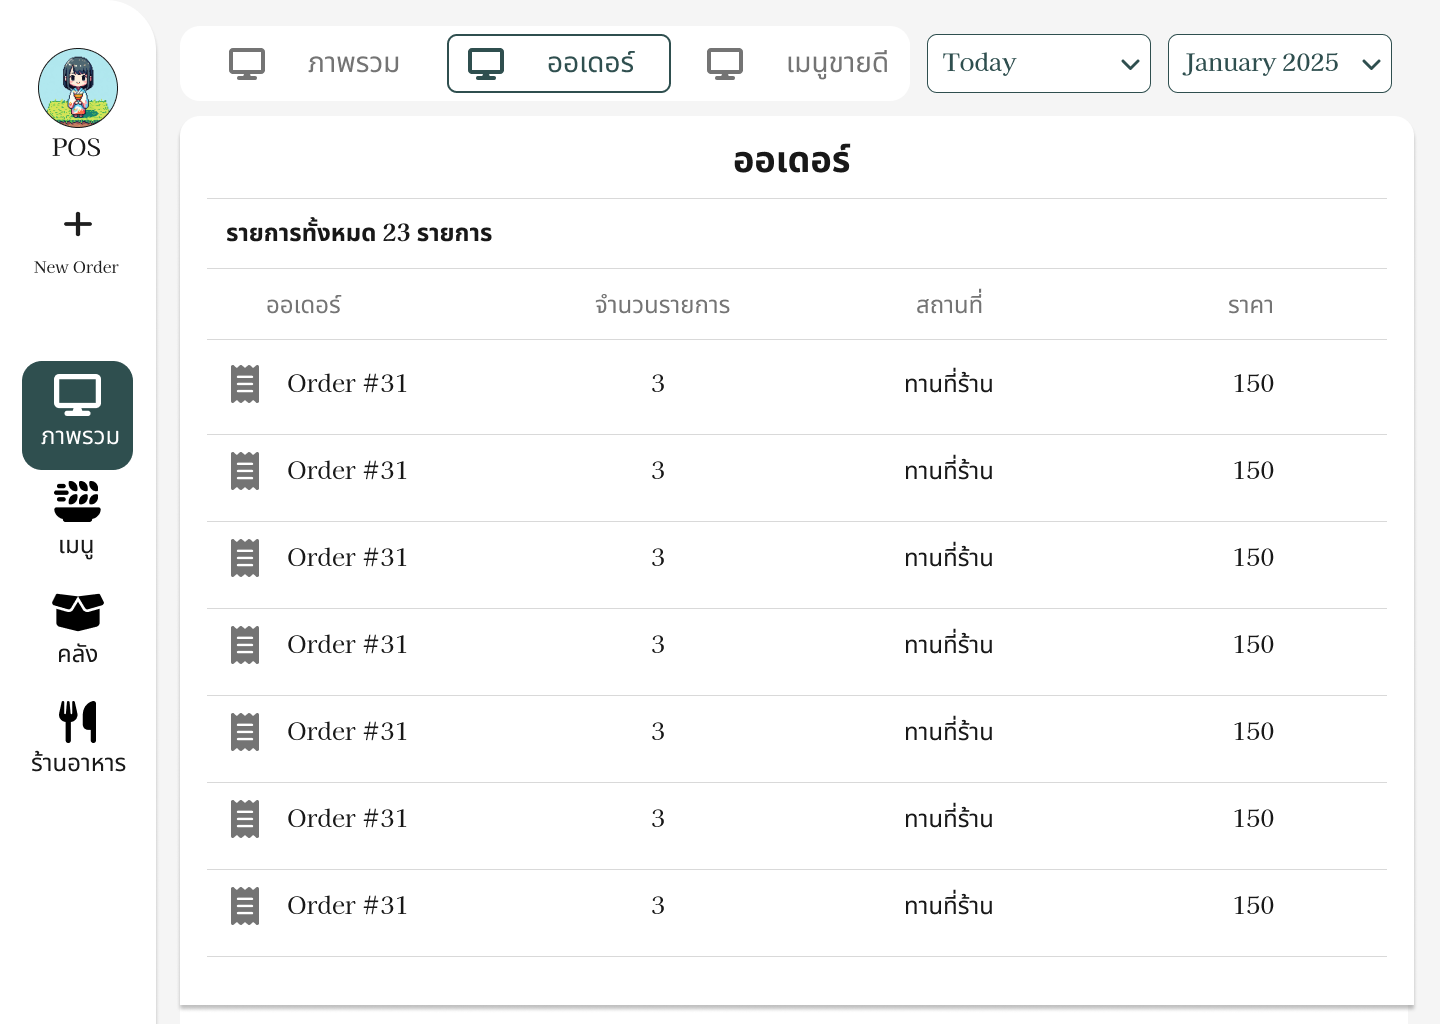 POS
New Order
ภาพรวม
เมนู
คลัง
ร้านอาหาร
ภาพรวม
ออเดอร์
เมนูขายดี
Today
January 2025
ออเดอร์
รายการทั้งหมด 23 รายการ
ออเดอร์ จำนวนรายการ สถานที่ ราคา
Order #31 3 ทานที่ร้าน 150
Order #31 3 ทานที่ร้าน 150
Order #31 3 ทานที่ร้าน 150
Order #31 3 ทานที่ร้าน 150
Order #31 3 ทานที่ร้าน 150
Order #31 3 ทานที่ร้าน 150
Order #31 3 ทานที่ร้าน 150